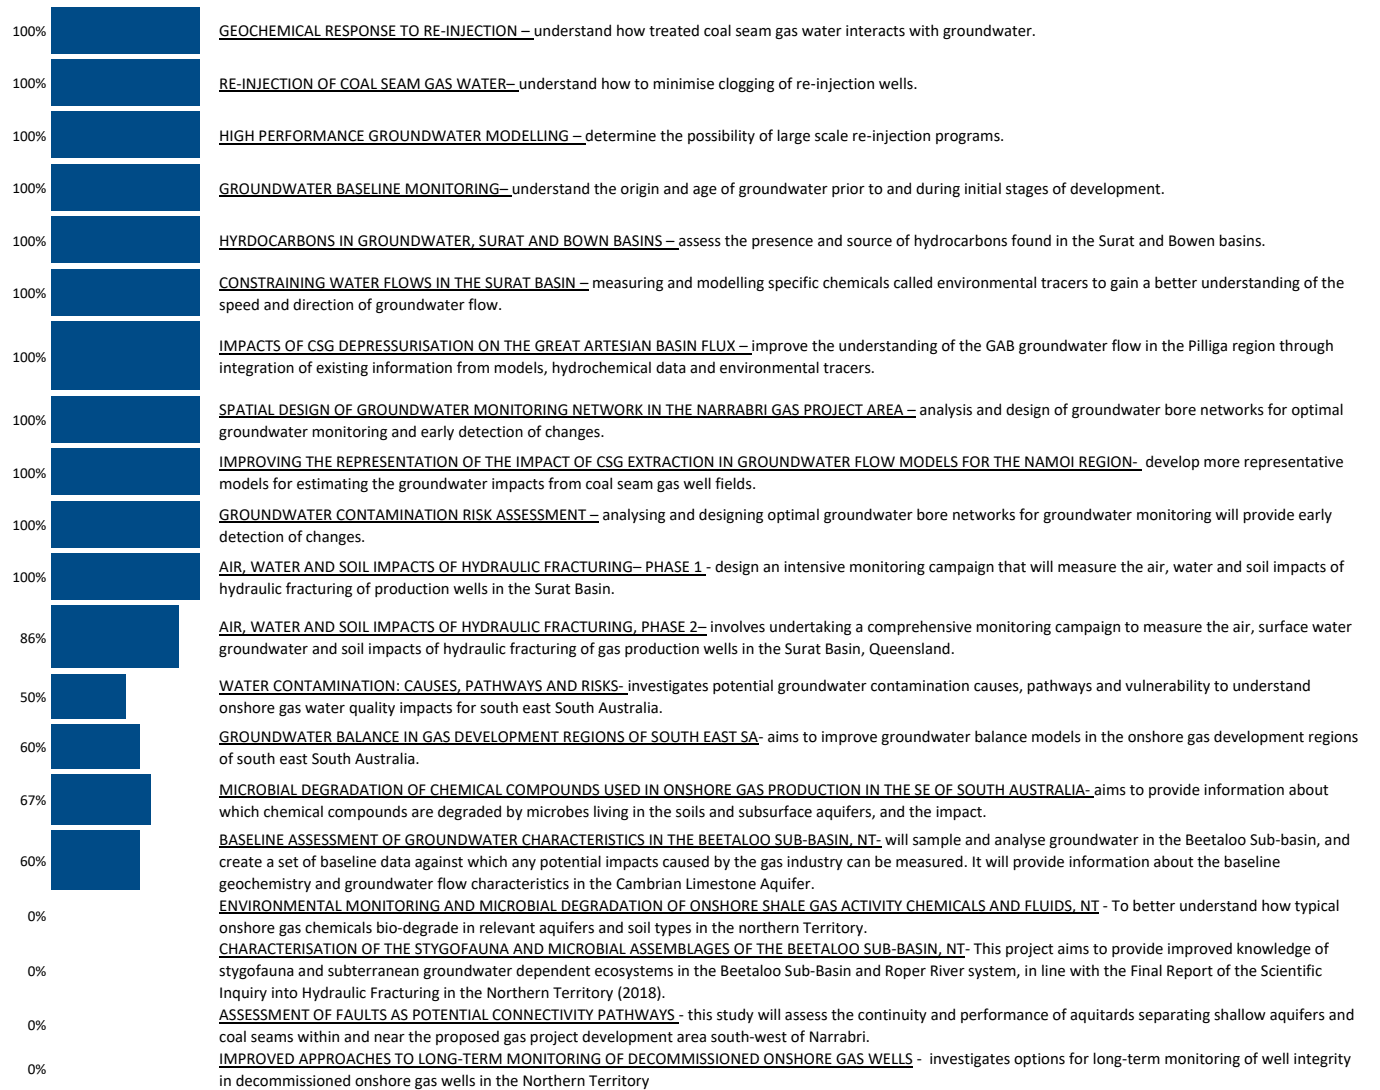 100% GEOCHEMICAL RESPONSE TO RE-INJECTION – understand how treated coal seam gas water interacts with groundwater.
100% RE-INJECTION OF COAL SEAM GAS WATER– understand how to minimise clogging of re-injection wells.
100% HIGH PERFORMANCE GROUNDWATER MODELLING – determine the possibility of large scale re-injection programs.
100% GROUNDWATER BASELINE MONITORING– understand the origin and age of groundwater prior to and during initial stages of development.
100% HYRDOCARBONS IN GROUNDWATER, SURAT AND BOWN BASINS – assess the presence and source of hydrocarbons found in the Surat and Bowen basins.
100% CONSTRAINING WATER FLOWS IN THE SURAT BASIN – measuring and modelling specific chemicals called environmental tracers to gain a better understanding of the
speed and direction of groundwater flow.
100% IMPACTS OF CSG DEPRESSURISATION ON THE GREAT ARTESIAN BASIN FLUX – improve the understanding of the GAB groundwater flow in the Pilliga region through
integration of existing information from models, hydrochemical data and environmental tracers.
100% SPATIAL DESIGN OF GROUNDWATER MONITORING NETWORK IN THE NARRABRI GAS PROJECT AREA – analysis and design of groundwater bore networks for optimal
groundwater monitoring and early detection of changes.
100% IMPROVING THE REPRESENTATION OF THE IMPACT OF CSG EXTRACTION IN GROUNDWATER FLOW MODELS FOR THE NAMOI REGION- develop more representative
models for estimating the groundwater impacts from coal seam gas well fields.
100% GROUNDWATER CONTAMINATION RISK ASSESSMENT – analysing and designing optimal groundwater bore networks for groundwater monitoring will provide early
detection of changes.
100% AIR, WATER AND SOIL IMPACTS OF HYDRAULIC FRACTURING– PHASE 1 - design an intensive monitoring campaign that will measure the air, water and soil impacts of
hydraulic fracturing of production wells in the Surat Basin.
86% AIR, WATER AND SOIL IMPACTS OF HYDRAULIC FRACTURING, PHASE 2– involves undertaking a comprehensive monitoring campaign to measure the air, surface water
groundwater and soil impacts of hydraulic fracturing of gas production wells in the Surat Basin, Queensland.
50% WATER CONTAMINATION: CAUSES, PATHWAYS AND RISKS- investigates potential groundwater contamination causes, pathways and vulnerability to understand
onshore gas water quality impacts for south east South Australia.
60% GROUNDWATER BALANCE IN GAS DEVELOPMENT REGIONS OF SOUTH EAST SA- aims to improve groundwater balance models in the onshore gas development regions
of south east South Australia.
67% MICROBIAL DEGRADATION OF CHEMICAL COMPOUNDS USED IN ONSHORE GAS PRODUCTION IN THE SE OF SOUTH AUSTRALIA- aims to provide information about
which chemical compounds are degraded by microbes living in the soils and subsurface aquifers, and the impact.
60% BASELINE ASSESSMENT OF GROUNDWATER CHARACTERISTICS IN THE BEETALOO SUB-BASIN, NT- will sample and analyse groundwater in the Beetaloo Sub-basin, and
create a set of baseline data against which any potential impacts caused by the gas industry can be measured. It will provide information about the baseline
geochemistry and groundwater flow characteristics in the Cambrian Limestone Aquifer.
0% ENVIRONMENTAL MONITORING AND MICROBIAL DEGRADATION OF ONSHORE SHALE GAS ACTIVITY CHEMICALS AND FLUIDS, NT - To better understand how typical
onshore gas chemicals bio-degrade in relevant aquifers and soil types in the northern Territory.
0% CHARACTERISATION OF THE STYGOFAUNA AND MICROBIAL ASSEMBLAGES OF THE BEETALOO SUB-BASIN, NT- This project aims to provide improved knowledge of
stygofauna and subterranean groundwater dependent ecosystems in the Beetaloo Sub-Basin and Roper River system, in line with the Final Report of the Scientific
Inquiry into Hydraulic Fracturing in the Northern Territory (2018).
0% ASSESSMENT OF FAULTS AS POTENTIAL CONNECTIVITY PATHWAYS - this study will assess the continuity and performance of aquitards separating shallow aquifers and
coal seams within and near the proposed gas project development area south-west of Narrabri.
0% IMPROVED APPROACHES TO LONG-TERM MONITORING OF DECOMMISSIONED ONSHORE GAS WELLS - investigates options for long-term monitoring of well integrity
in decommissioned onshore gas wells in the Northern Territory